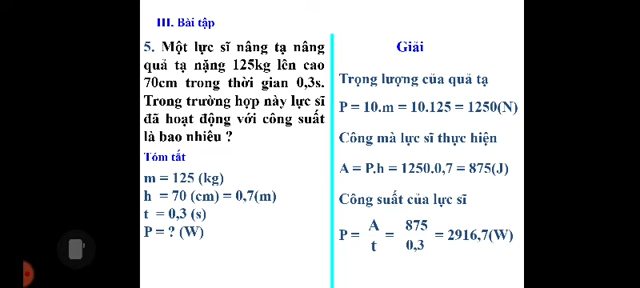 III. Bài tập
5. Một lực sĩ nâng tạ nâng
quả tạ nặng 125kg lên cao
70cm trong thời gian 0,3s.
Trong trường hợp này lực sĩ
đã hoạt động với công suất
là bao nhiêu ?
Tóm tắt
m = 125 (kg)
h = 70 (cm) = 0,7(m)
t = 0,3 (s)
P = ? (W)
Giải
Trọng lượng của quả tạ
P = 10.m = 10.125 = 1250(N)
Công mà lực sĩ thực hiện
A = P.h = 1250.0,7 = 875(J)
Công suất của lực sĩ
P = A/t = 875/0,3 = 2916,7(W)